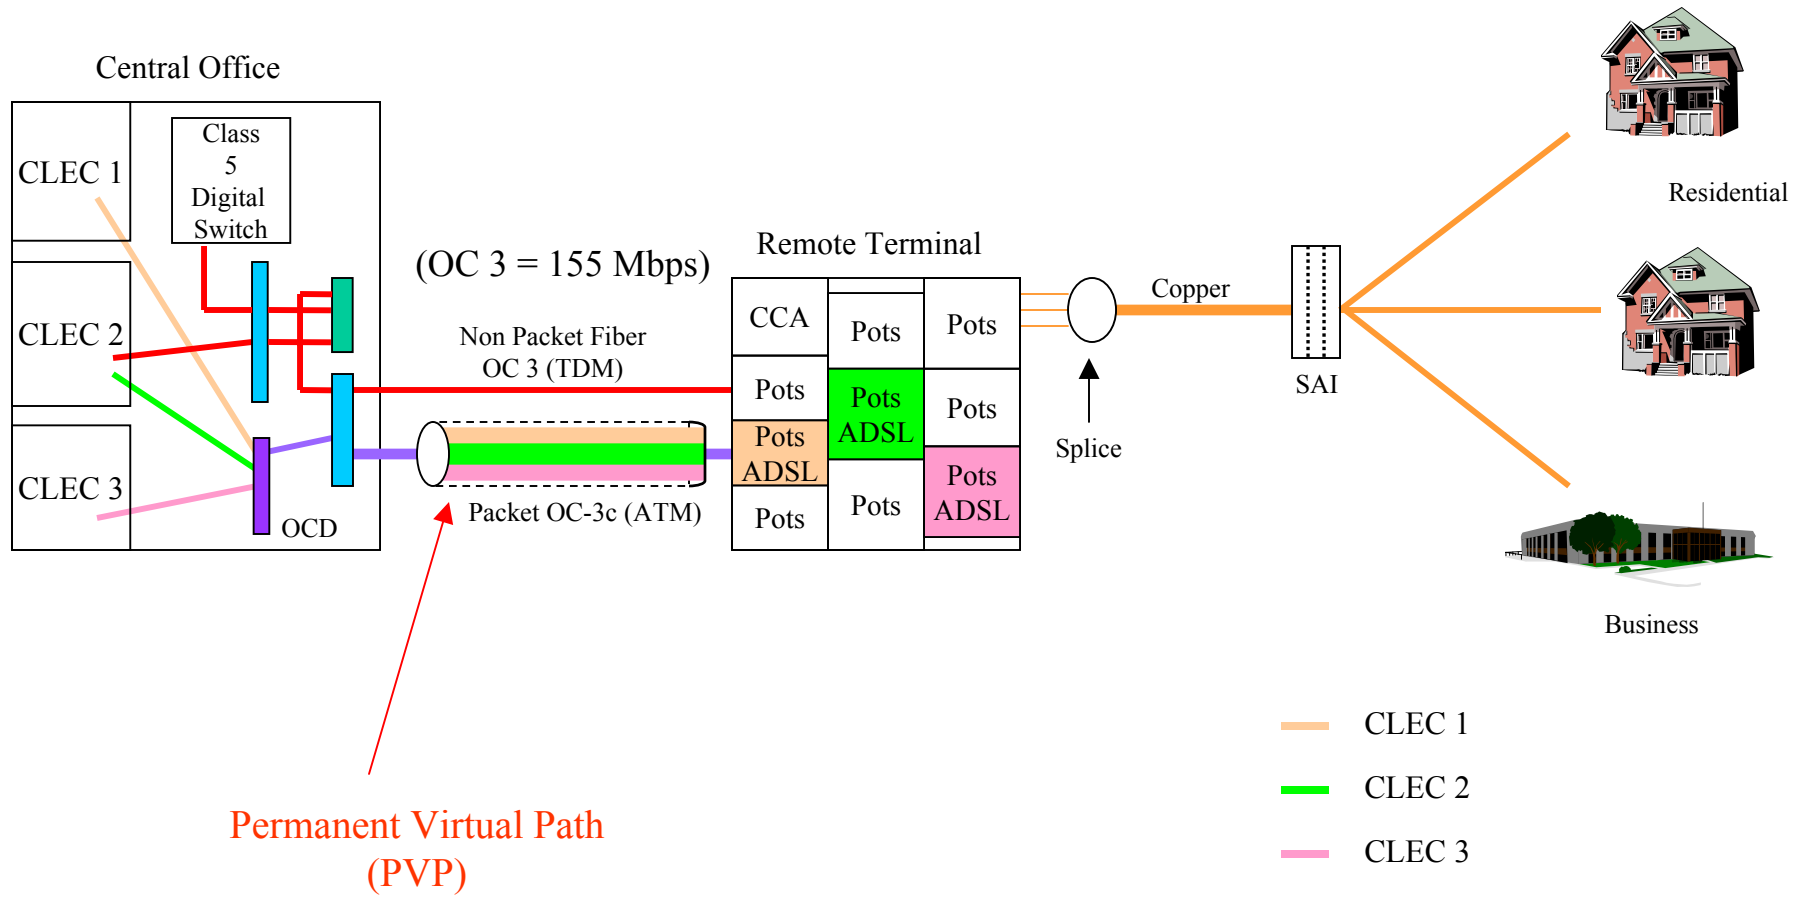 Central Office
CLEC 1
Class
5
Digital
Switch
CLEC 2
CLEC 3
OCD
(OC 3 = 155 Mbps)
Non Packet Fiber
OC 3 (TDM)
Packet OC-3c (ATM)
Permanent Virtual Path
(PVP)
Remote Terminal
CCA
Pots
Pots
ADSL
Pots
Pots
Pots
ADSL
Pots
Pots
Pots
Pots
ADSL
Splice
Copper
SAI
Residential
Business
CLEC 1
CLEC 2
CLEC 3